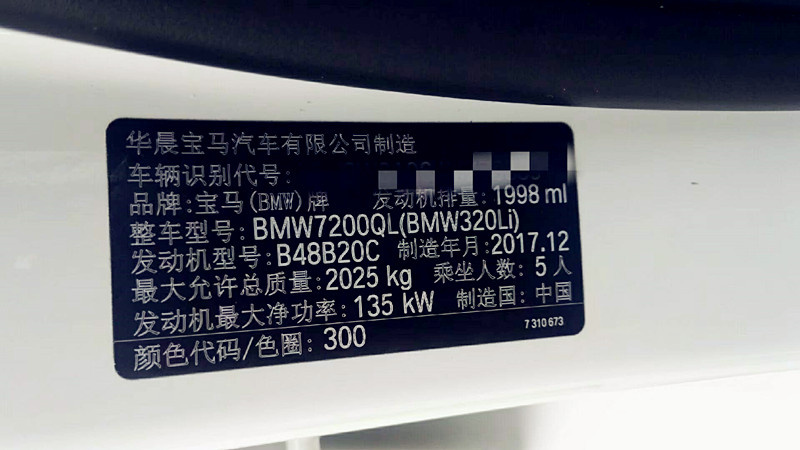 华晨宝马汽车有限公司制造
车辆识别代号:
品牌:宝马(BMW)牌 发动机排量:1998 ml
整车型号:BMW7200QL(BMW320Li)
发动机型号:B48B20C 制造年月:2017.12
最大允许总质量:2025 kg 乘坐人数:5人
发动机最大净功率:135 kW 制造国:中国
颜色代码/色圈:300
7 310 673